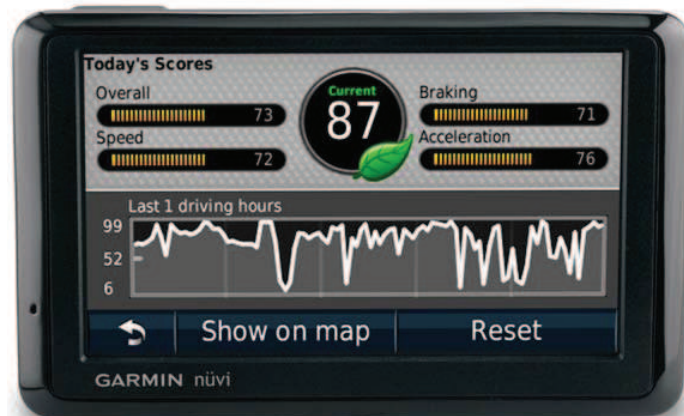 Today's Scores
Overall
73
Speed
72
Current
87
Braking
71
Acceleration
76
Last 1 driving hours
99
52
6
Show on map
Reset
GARMIN nüvi